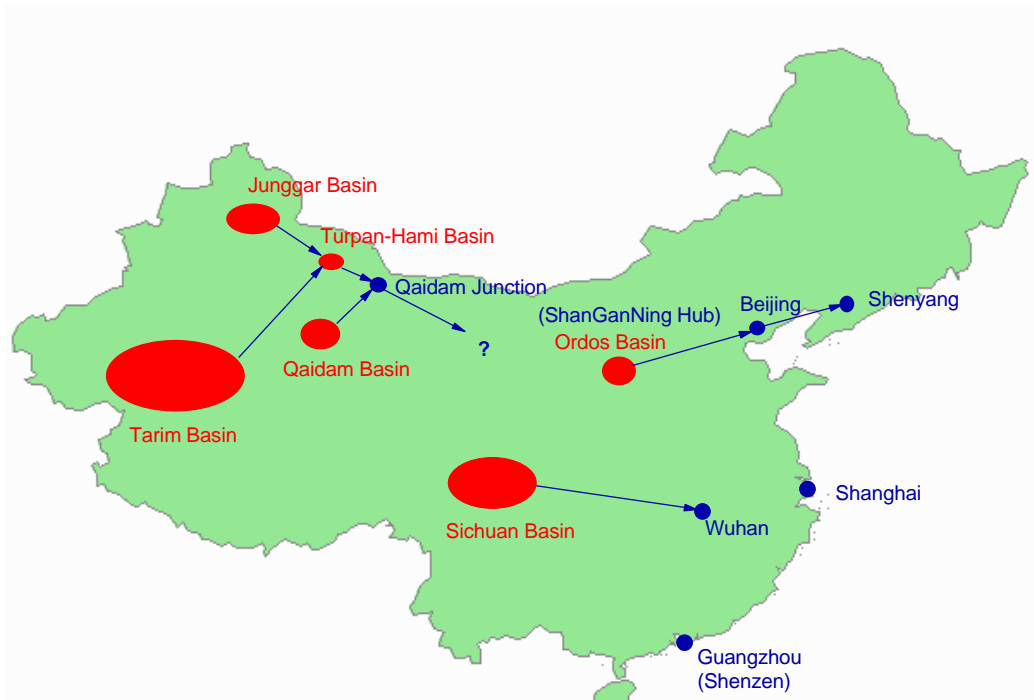 Junggar Basin
Turpan-Hami Basin
Qaidam Junction
Beijing
Shenyang
(ShanGanNing Hub)
Ordos Basin
?
Qaidam Basin
Tarim Basin
Shanghai
Sichuan Basin
Wuhan
Guangzhou
(Shenzen)